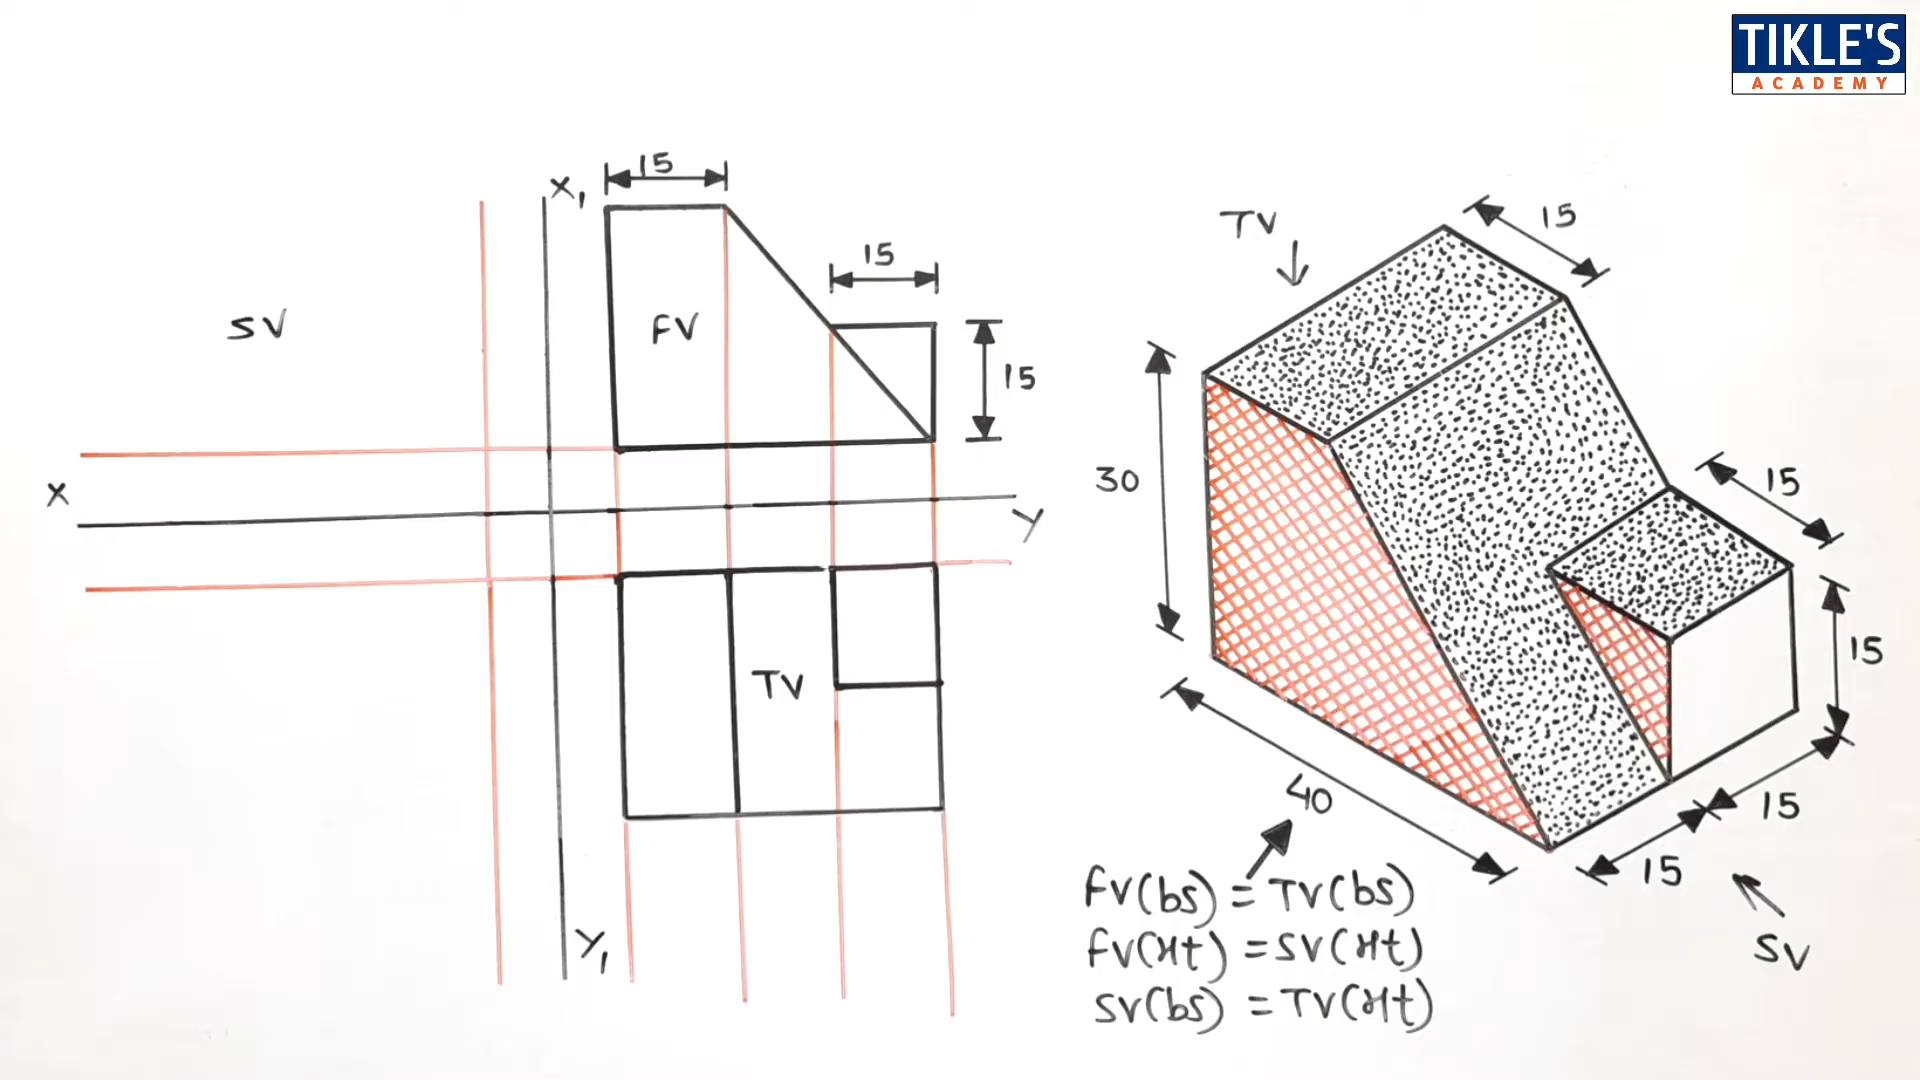 TIKLE'S
ACADEMY
15
X₁
TV
15
15
SV
FV
15
30
15
X
Y
15
TV
40
15
15
FV(bs) = TV(bs)
FV(Ht) = SV(Ht)
SV(bs) = TV(Ht)
SV
Y₁